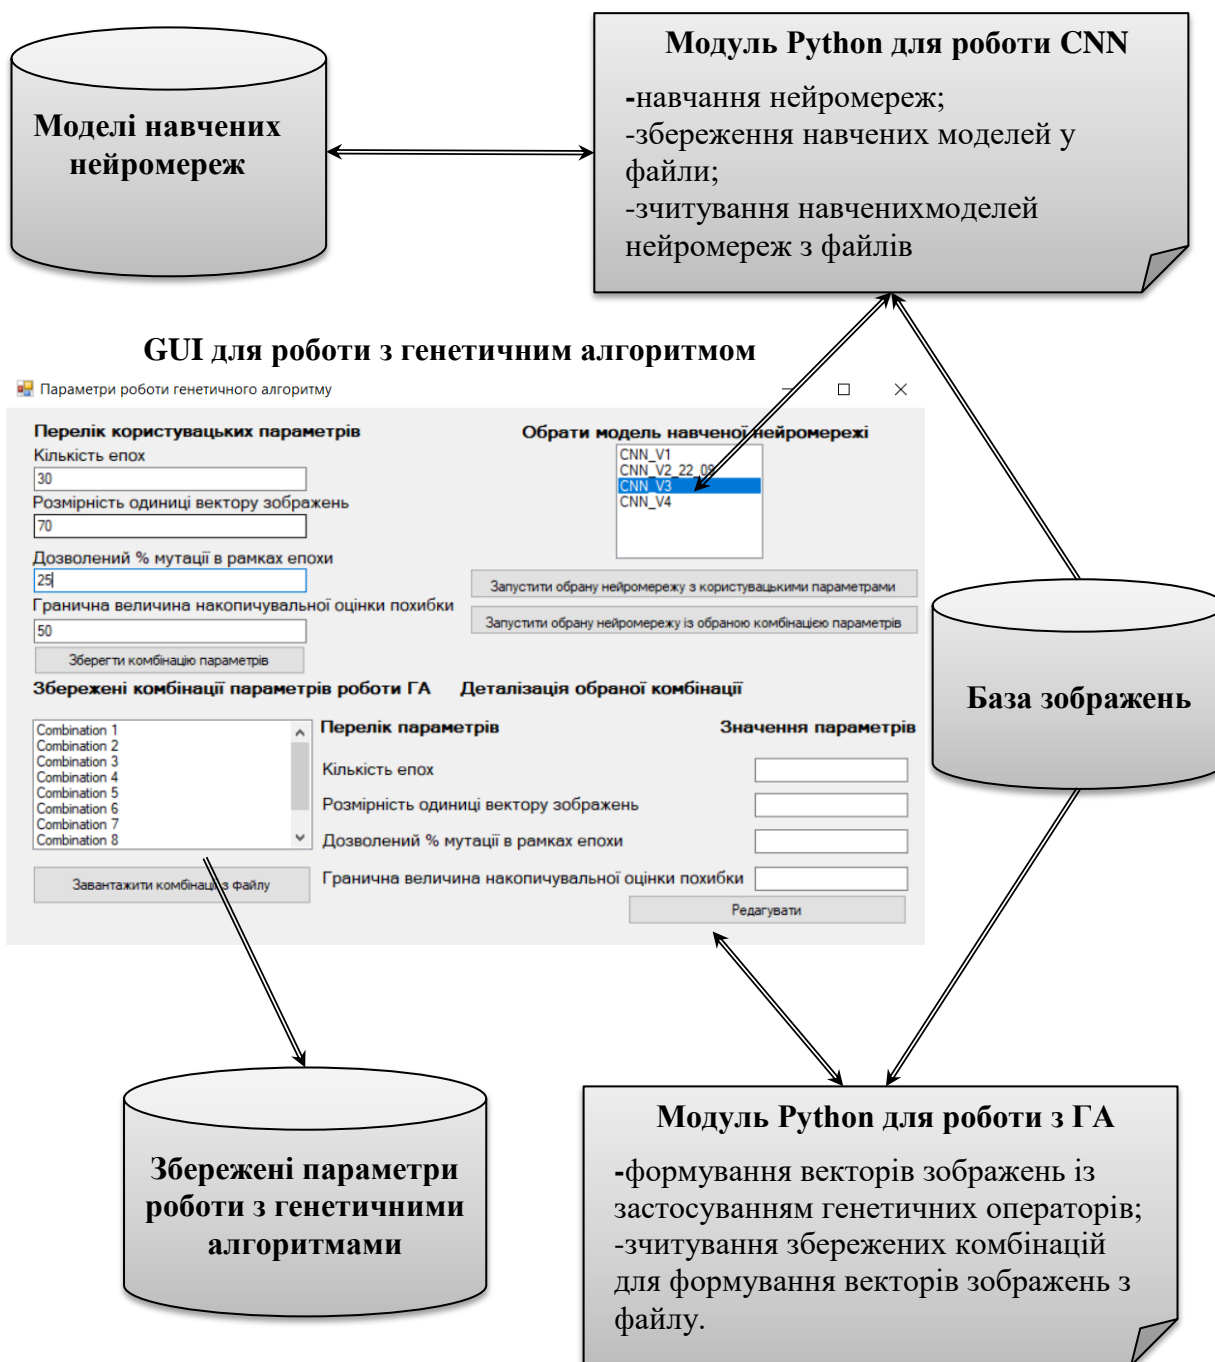 Модуль Python для роботи CNN
-навчання нейромереж;
-збереження навчених моделей у
файли;
-зчитування навченихмоделей
нейромереж з файлів
Моделі навчених
нейромереж
GUI для роботи з генетичним алгоритмом
Параметри роботи генетичного алгоритму
Перелік користувацьких параметрів
Кількість епох
30
Розмірність одиниці вектору зображень
70
Дозволений % мутації в рамках епохи
25
Гранична величина накопичувальної оцінки похибки
50
Зберегти комбінацію параметрів
Обрати модель навченої нейромережі
CNN_V1
CNN_V2_22_09
CNN_V3
CNN_V4
Запустити обрану нейромережу з користувацькими параметрами
Запустити обрану нейромережу із обраною комбінацією параметрів
Збережені комбінації параметрів роботи ГА
Combination 1
Combination 2
Combination 3
Combination 4
Combination 5
Combination 6
Combination 7
Combination 8
Завантажити комбінації з файлу
Деталізація обраної комбінації
Перелік параметрів Значення параметрів
Кількість епох
Розмірність одиниці вектору зображень
Дозволений % мутації в рамках епохи
Гранична величина накопичувальної оцінки похибки
Редагувати
База зображень
Збережені параметри
роботи з генетичними
алгоритмами
Модуль Python для роботи з ГА
-формування векторів зображень із
застосуванням генетичних операторів;
-зчитування збережених комбінацій
для формування векторів зображень з
файлу.